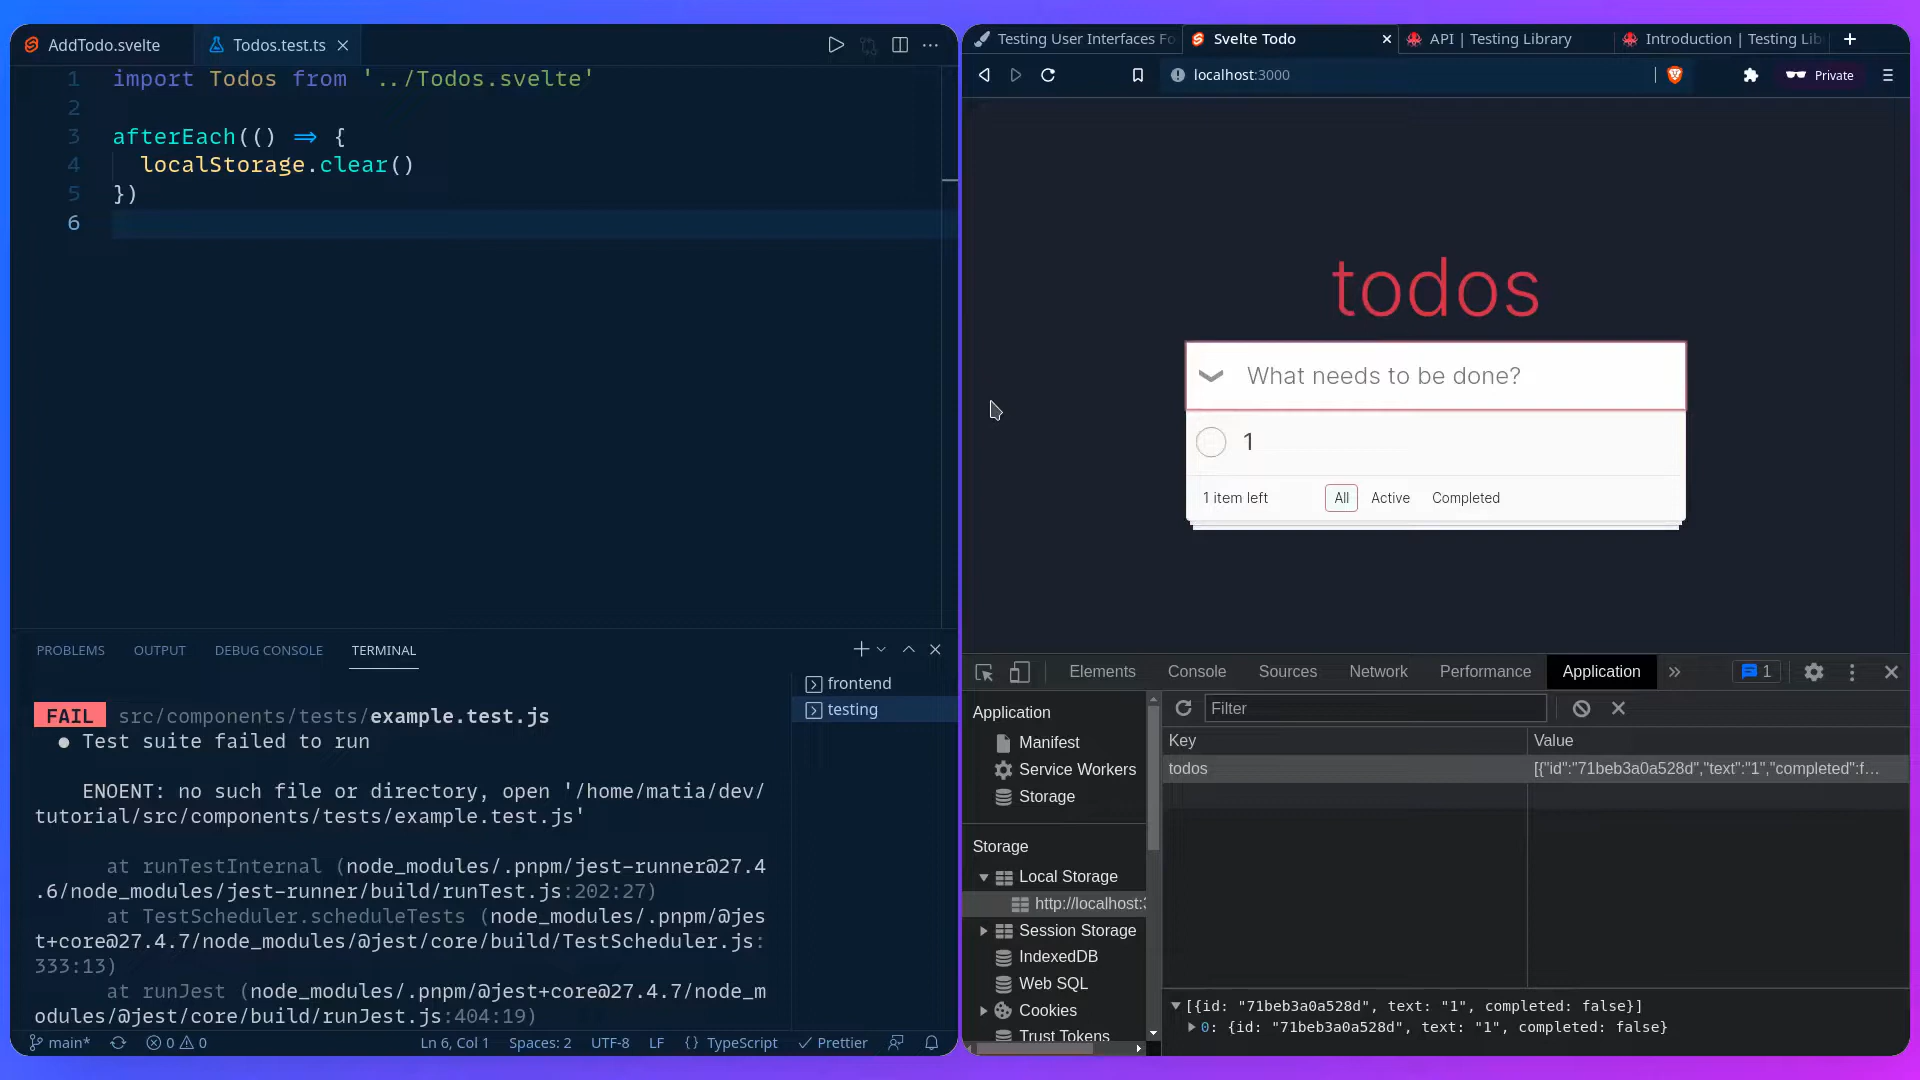 AddTodo.svelte
Todos.test.ts
1 import Todos from '../Todos.svelte'
2
3 afterEach(() ⇒ {
4 localStorage.clear()
5 })
6
PROBLEMS OUTPUT DEBUG CONSOLE TERMINAL
frontend
testing
FAIL src/components/tests/example.test.js
● Test suite failed to run
ENOENT: no such file or directory, open '/home/matia/dev/
tutorial/src/components/tests/example.test.js'
at runTestInternal (node_modules/.pnpm/jest-runner@27.4
.6/node_modules/jest-runner/build/runTest.js:202:27)
at TestScheduler.scheduleTests (node_modules/.pnpm/@jes
t+core@27.4.7/node_modules/@jest/core/build/TestScheduler.js:
333:13)
at runJest (node_modules/.pnpm/@jest+core@27.4.7/node_m
odules/@jest/core/build/runJest.js:404:19)
main* 0 0 Ln 6, Col 1 Spaces: 2 UTF-8 LF {} TypeScript Prettier
Testing User Interfaces Fo
Svelte Todo
API | Testing Library
Introduction | Testing Lib
localhost:3000
Private
todos
What needs to be done?
1
1 item left All Active Completed
Elements Console Sources Network Performance Application 1
Application
Manifest
Service Workers
Storage
Storage
Local Storage
http://localhost:3
Session Storage
IndexedDB
Web SQL
Cookies
Trust Tokens
Filter
Key Value
todos [{"id":"71beb3a0a528d","text":"1","completed":f…
[{id: "71beb3a0a528d", text: "1", completed: false}]
0: {id: "71beb3a0a528d", text: "1", completed: false}